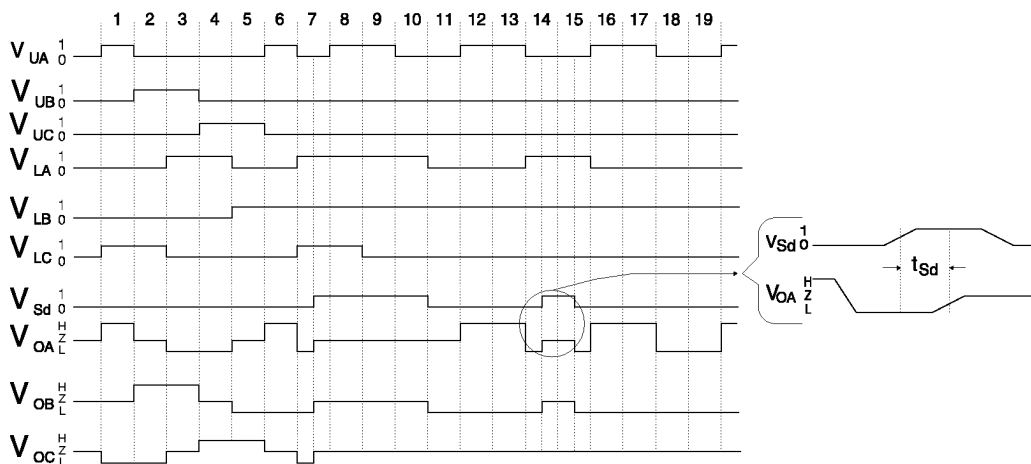 1 2 3 4 5 6 7 8 9 10 11 12 13 14 15 16 17 18 19
V UA 1 0
V UB 1 0
V UC 1 0
V LA 1 0
V LB 1 0
V LC 1 0
V Sd 1 0
V OA H Z L
V OB H Z L
V OC H Z L
V Sd 1 0
t Sd
V OA H Z L